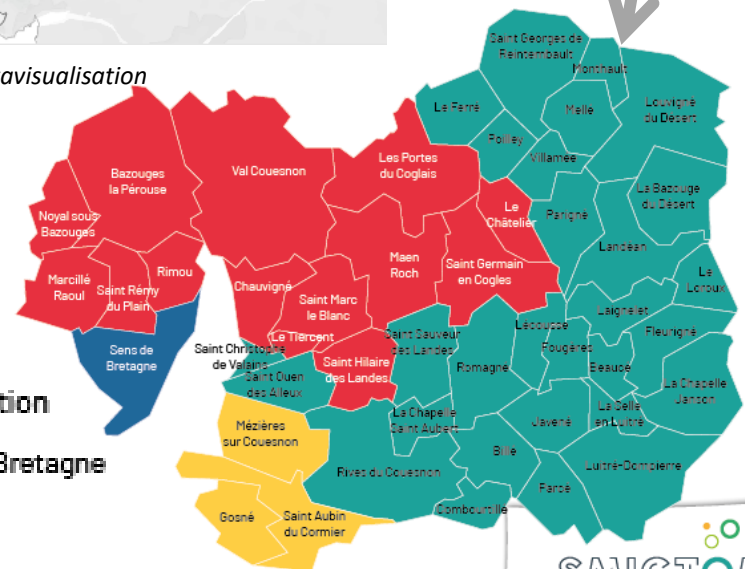 avisualisation
Saint Georges de
Reintembault
Monthault
Le Ferré
Melle
Louvigné
du Désert
Poilley
Villamée
Bazouges
la Pérouse
Val Couesnon
Les Portes
du Coglais
La Bazouge
du Désert
Noyal sous
Bazouges
Le
Châtelier
Parigné
Landéan
Maen
Roch
Le
Loroux
Marcillé
Raoul
Saint Rémy
du Plain
Rimou
Chauvigné
Saint Germain
en Cogles
Saint Marc
le Blanc
Laignelet
Lécousse
Fleurigné
Le Tiercent
Saint Sauveur
des Landes
Fougères
Sens de
Bretagne
Saint Christophe
de Valains
Saint Hilaire
des Landes
Romagne
Beauce
La Chapelle
Janson
Saint Ouen
des Alleux
tion
La Chapelle
Saint Aubert
Javené
La Selle
en Luitré
Mézières
sur Couesnon
Bretagne
Billé
Rives du Couesnon
Luitré-Dompierre
Parcé
Combourtillé
Gosné
Saint Aubin
du Cormier